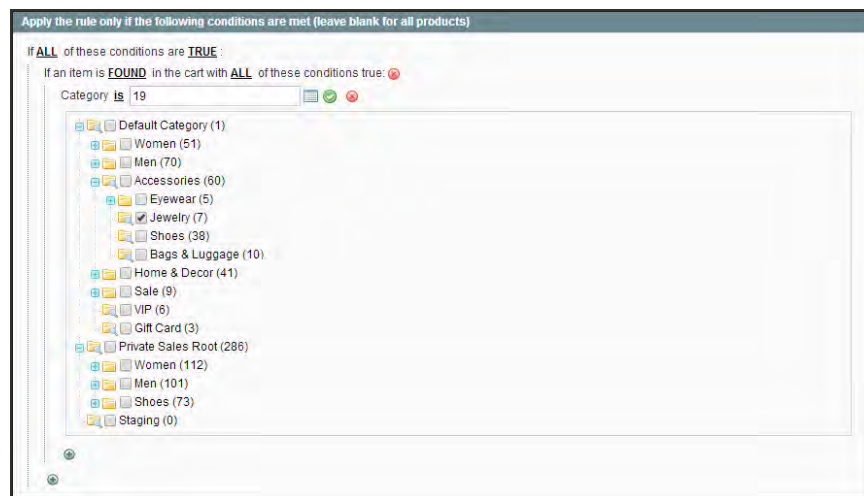 Apply the rule only if the following conditions are met (leave blank for all products)
If ALL of these conditions are TRUE :
If an item is FOUND in the cart with ALL of these conditions true:
Category is 19
Default Category (1)
Women (51)
Men (70)
Accessories (60)
Eyewear (5)
Jewelry (7)
Shoes (38)
Bags & Luggage (10)
Home & Decor (41)
Sale (9)
VIP (6)
Gift Card (3)
Private Sales Root (286)
Women (112)
Men (101)
Shoes (73)
Staging (0)